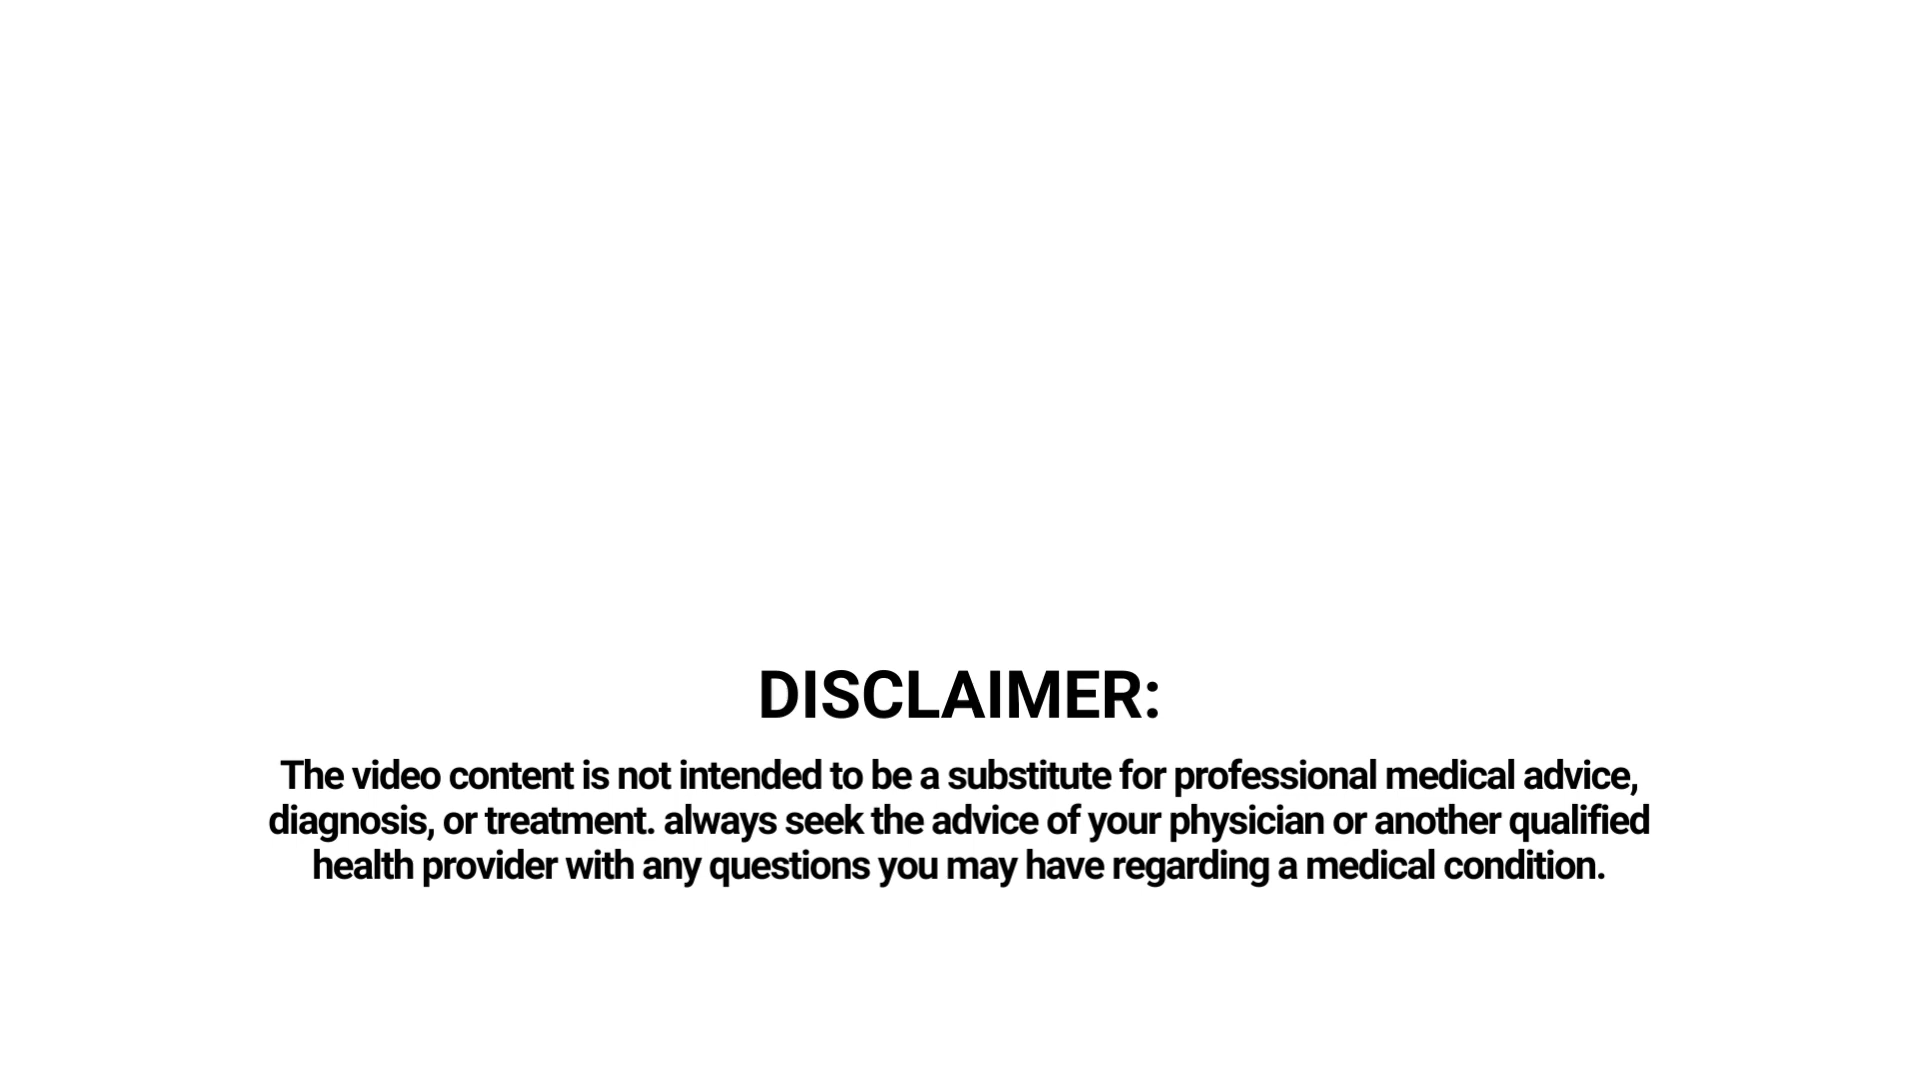 DISCLAIMER:
The video content is not intended to be a substitute for professional medical advice,
diagnosis, or treatment. always seek the advice of your physician or another qualified
health provider with any questions you may have regarding a medical condition.